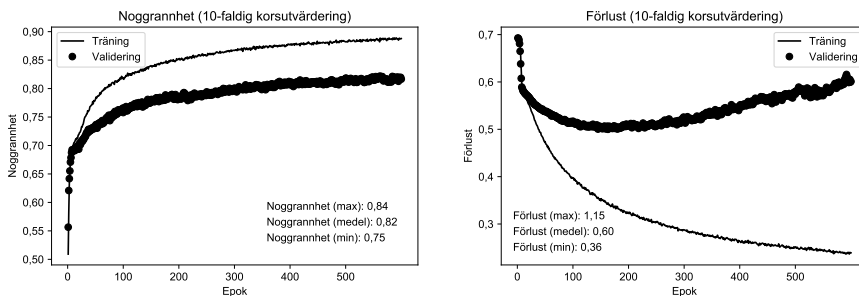 Noggrannhet (10-faldig korsutvärdering)
Träning
Validering
Noggrannhet
0,90
0,85
0,80
0,75
0,70
0,65
0,60
0,55
0,50
Noggrannhet (max): 0,84
Noggrannhet (medel): 0,82
Noggrannhet (min): 0,75
0
100
200
300
400
500
Epok
Förlust (10-faldig korsutvärdering)
Träning
Validering
Förlust
0,7
0,6
0,5
0,4
0,3
Förlust (max): 1,15
Förlust (medel): 0,60
Förlust (min): 0,36
0
100
200
300
400
500
Epok